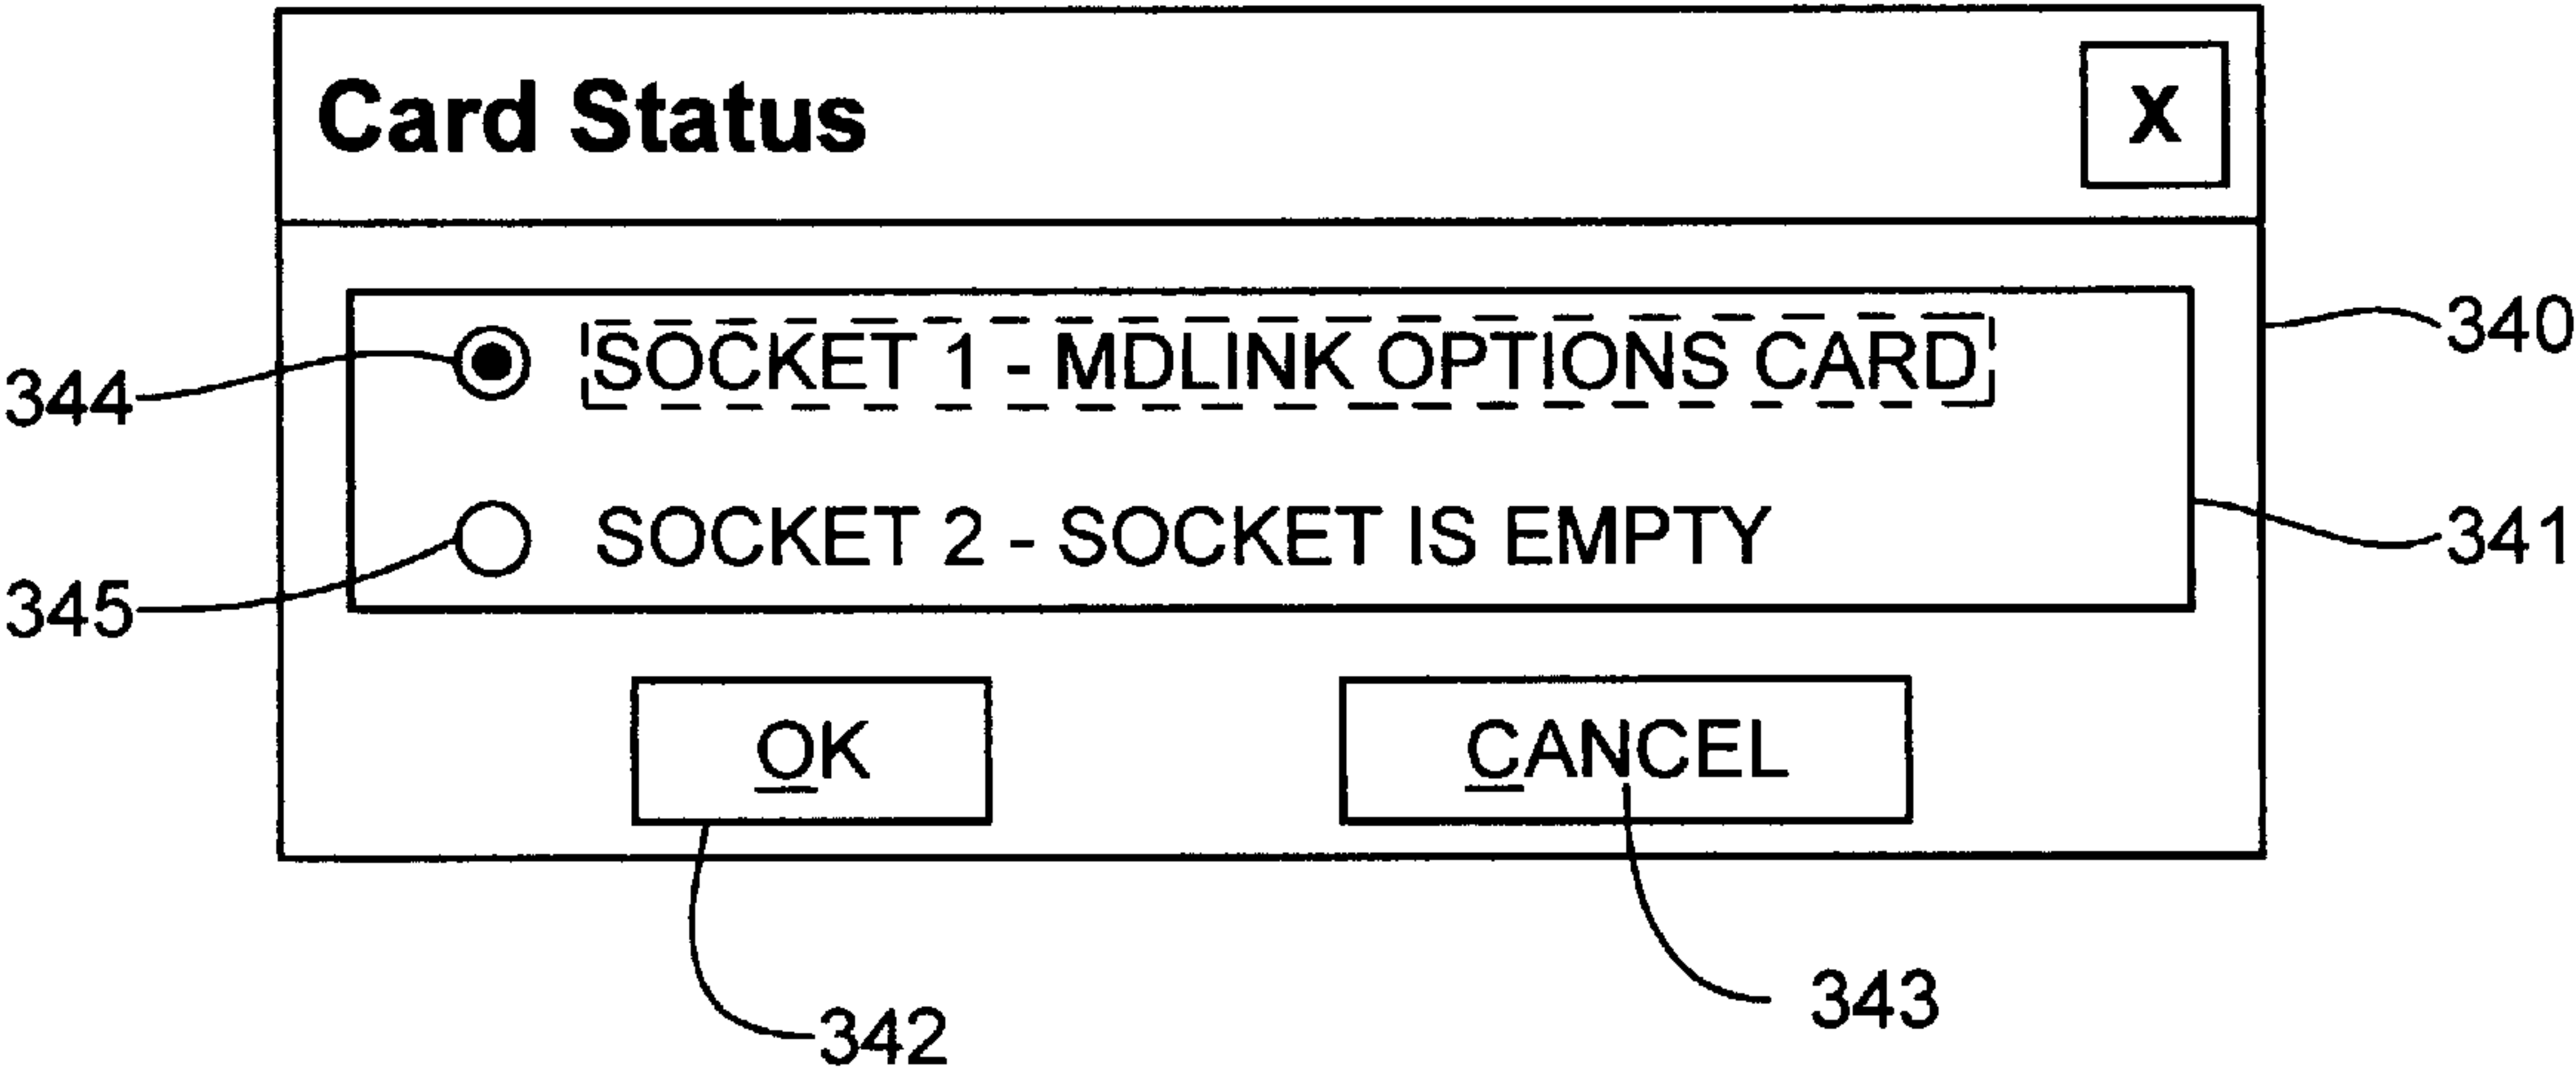 Card Status X
340
344 SOCKET 1 - MDLINK OPTIONS CARD
341
345 SOCKET 2 - SOCKET IS EMPTY
OK CANCEL
343
342